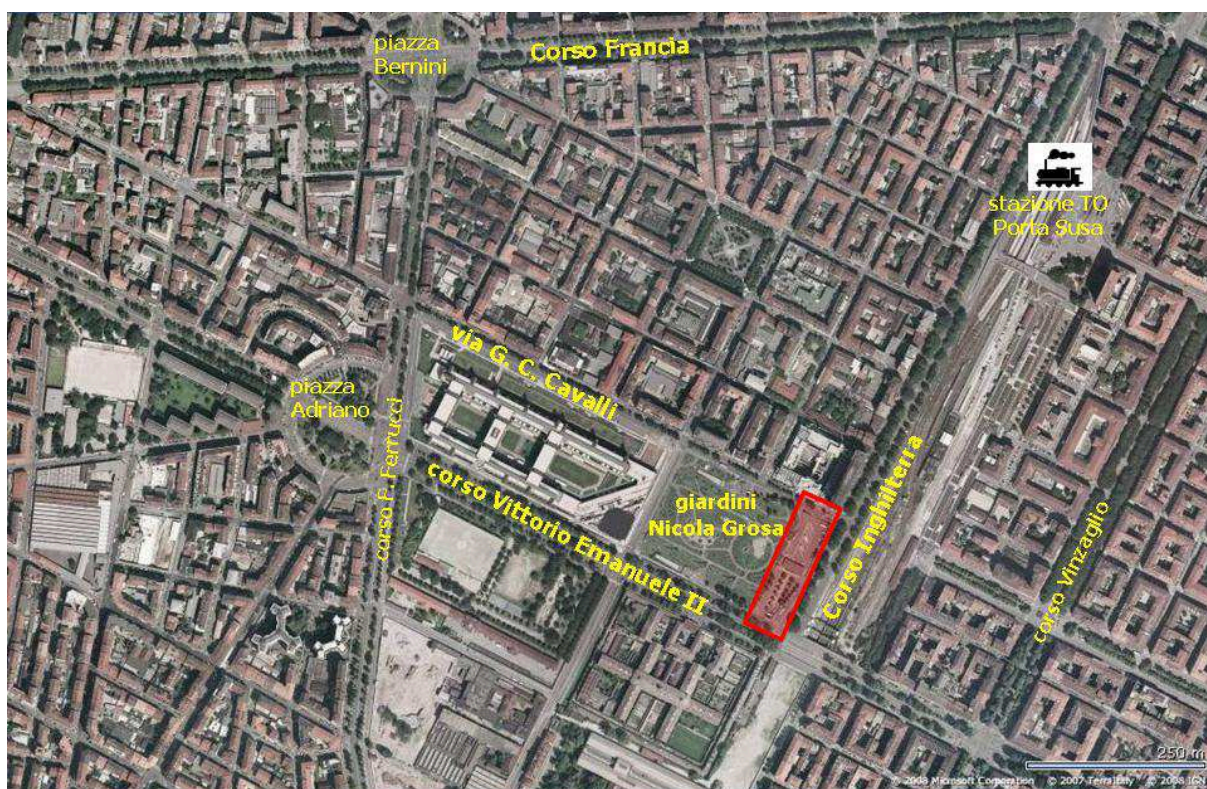 piazza
Bernini
Corso Francia
stazione TO
Porta Susa
via G. C. Cavalli
piazza
Adriano
corso F. Ferrucci
corso Vittorio Emanuele II
giardini
Nicola Grosa
Corso Inghilterra
corso Vinzaglio
250 m
© 2008 Microsoft Corporation © 2007 TerraItaly © 2008 IGN